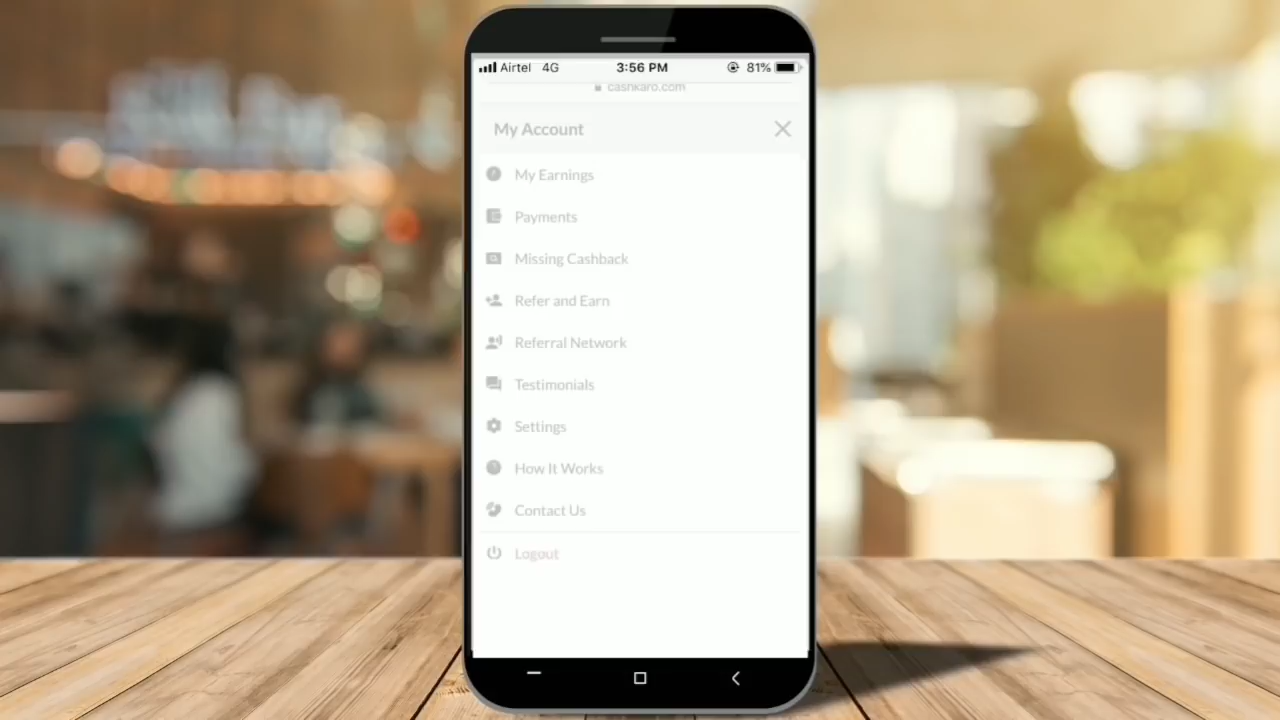 Airtel 4G 3:56 PM 81%
cashkaro.com
My Account
My Earnings
Payments
Missing Cashback
Refer and Earn
Referral Network
Testimonials
Settings
How It Works
Contact Us
Logout